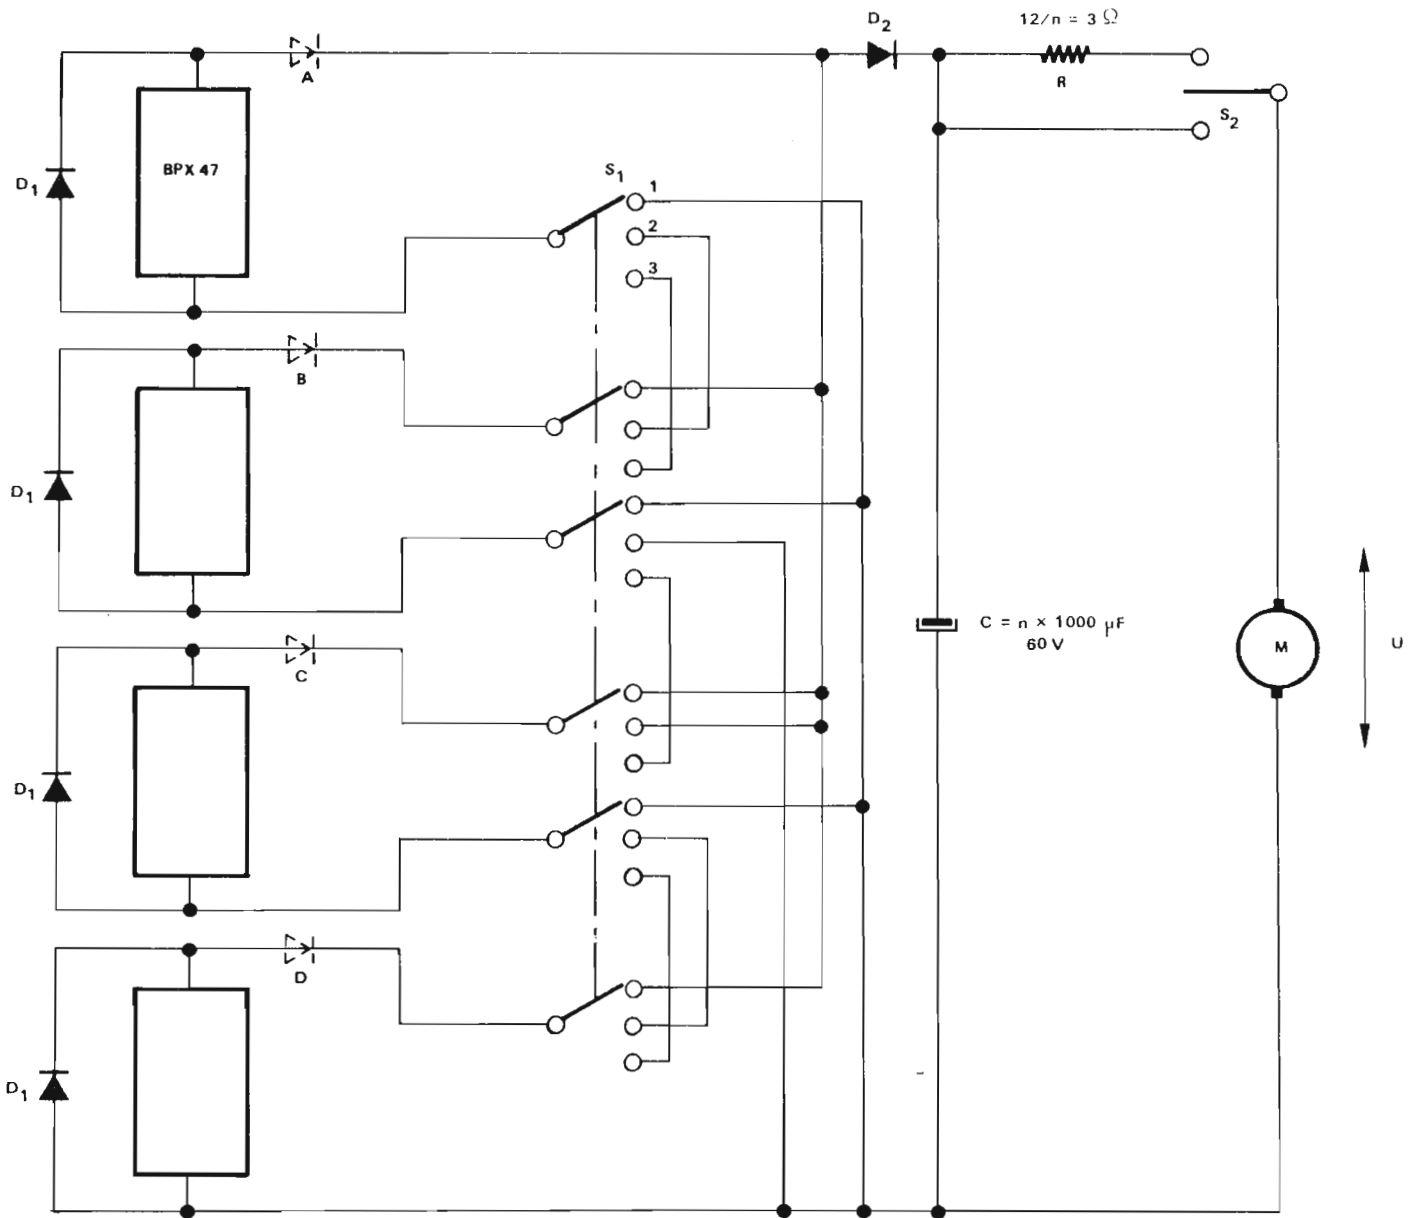 D2
12/n = 3 Ω
A
R
S2
BPX 47
D1
S1
1
2
3
B
D1
C = n × 1000 µF
60 V
M
U
C
D1
D
D1